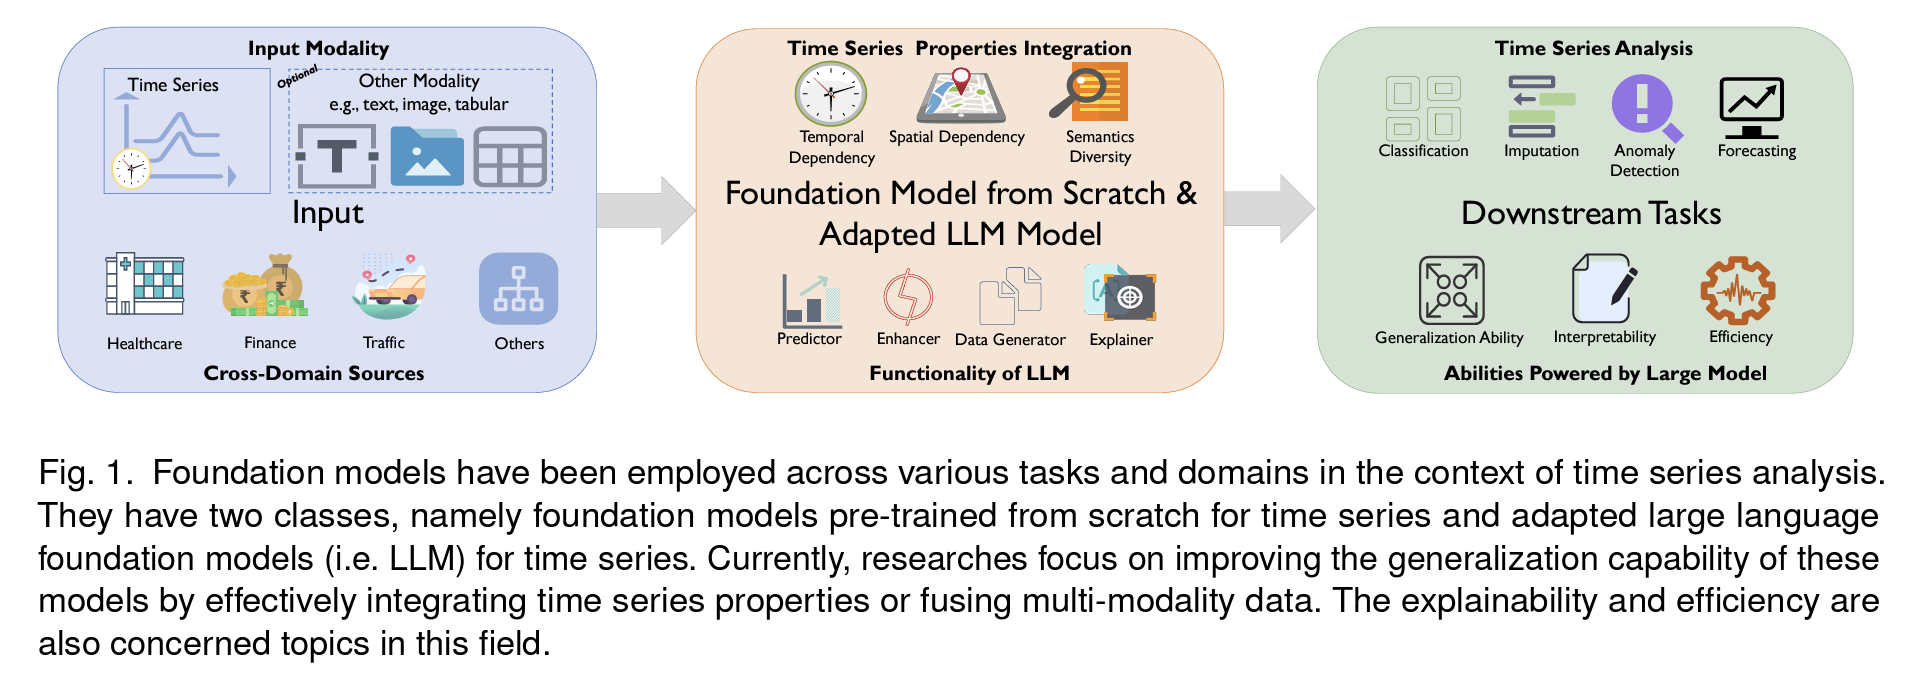 Input Modality
Time Series
Optional
Other Modality
e.g., text, image, tabular
T
Input
Healthcare
Finance
Traffic
Others
Cross-Domain Sources
Time Series Properties Integration
Temporal
Dependency
Spatial Dependency
Semantics
Diversity
Foundation Model from Scratch &
Adapted LLM Model
Predictor
Enhancer
Data Generator
Explainer
Functionality of LLM
Time Series Analysis
Classification
Imputation
Anomaly
Detection
Forecasting
Downstream Tasks
Generalization Ability
Interpretability
Efficiency
Abilities Powered by Large Model
Fig. 1. Foundation models have been employed across various tasks and domains in the context of time series analysis.
They have two classes, namely foundation models pre-trained from scratch for time series and adapted large language
foundation models (i.e. LLM) for time series. Currently, researches focus on improving the generalization capability of these
models by effectively integrating time series properties or fusing multi-modality data. The explainability and efficiency are
also concerned topics in this field.